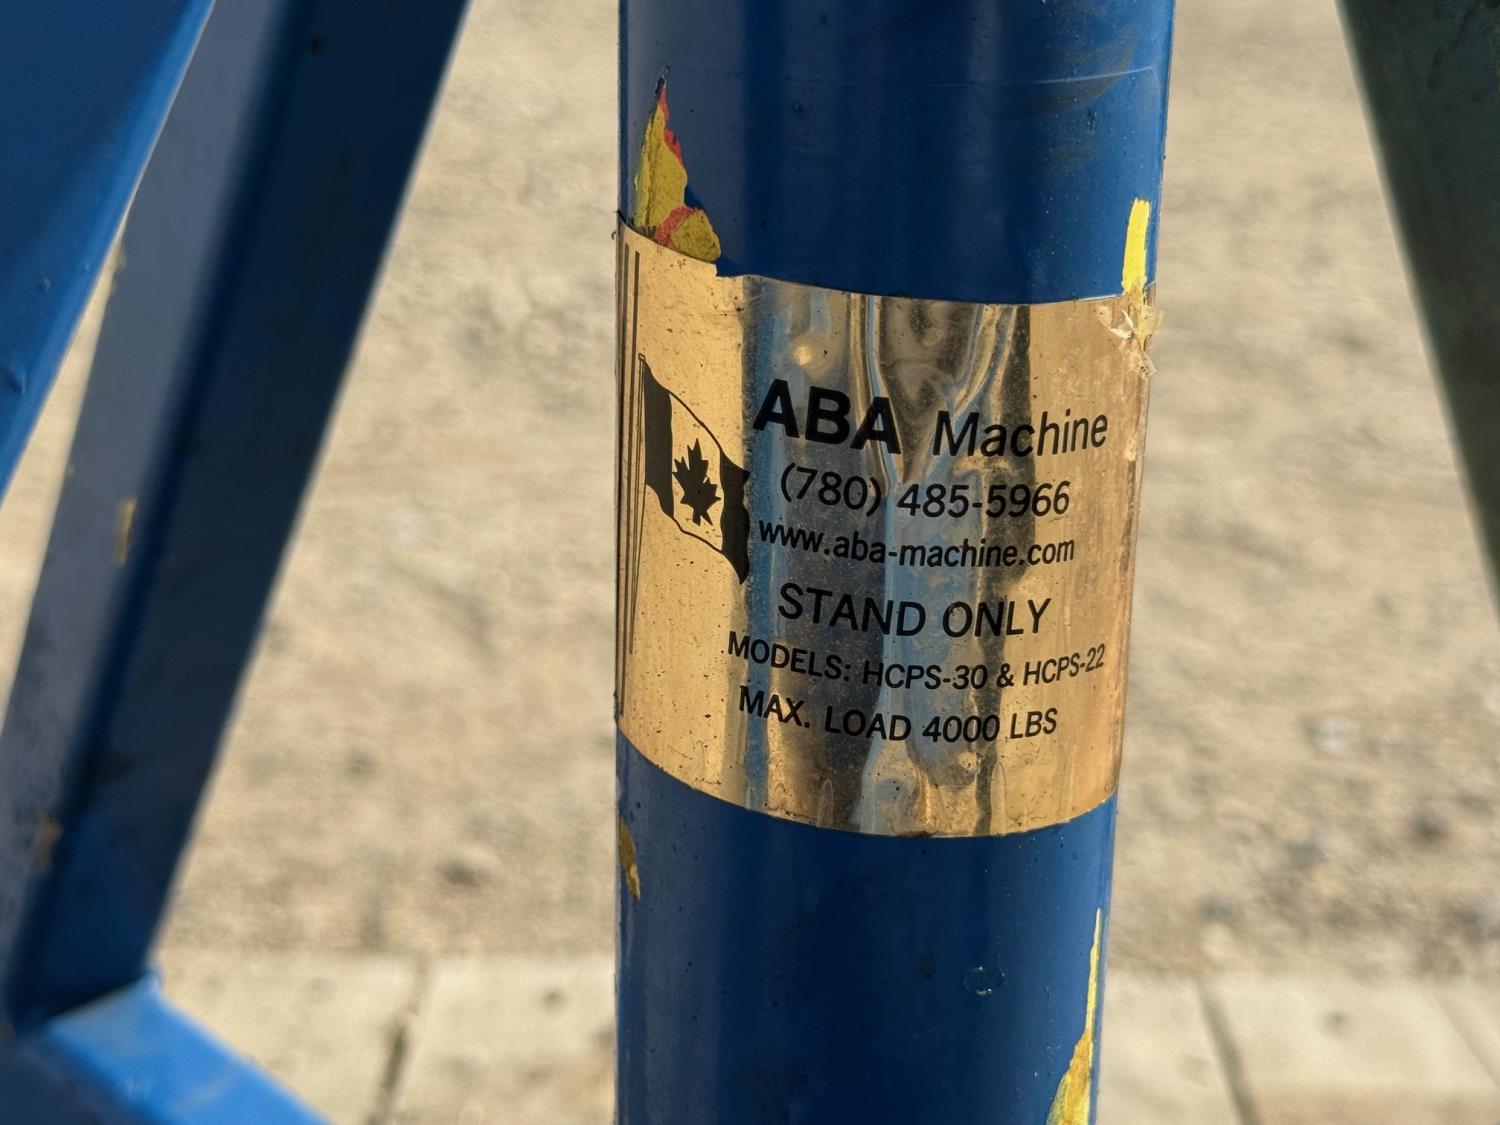 ABA Machine
(780) 485-5966
www.aba-machine.com
STAND ONLY
MODELS: HCPS-30 & HCPS-22
MAX. LOAD 4000 LBS